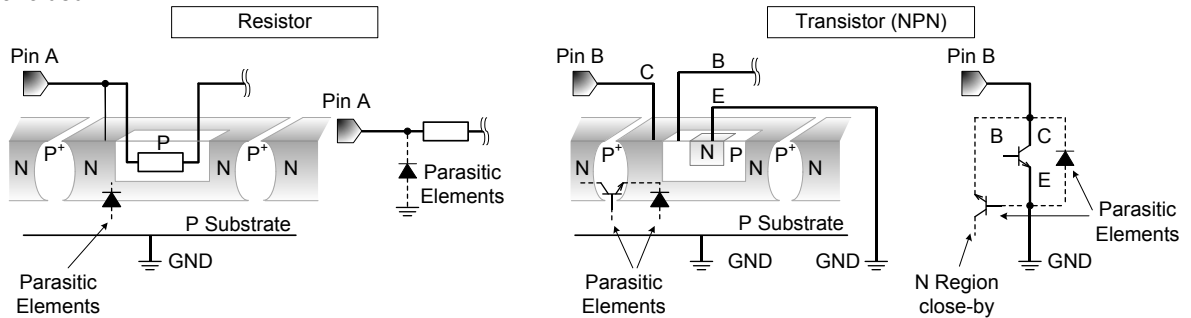 Resistor
Transistor (NPN)
Pin A
Pin A
P
N
P+
N
N
P+
N
Parasitic
Elements
P Substrate
GND
Parasitic
Elements
Pin B
C
B
E
N
P+
N
N
P
N
P+
N
P Substrate
GND
GND
Parasitic
Elements
Pin B
B
C
E
Parasitic
Elements
GND
N Region
close-by